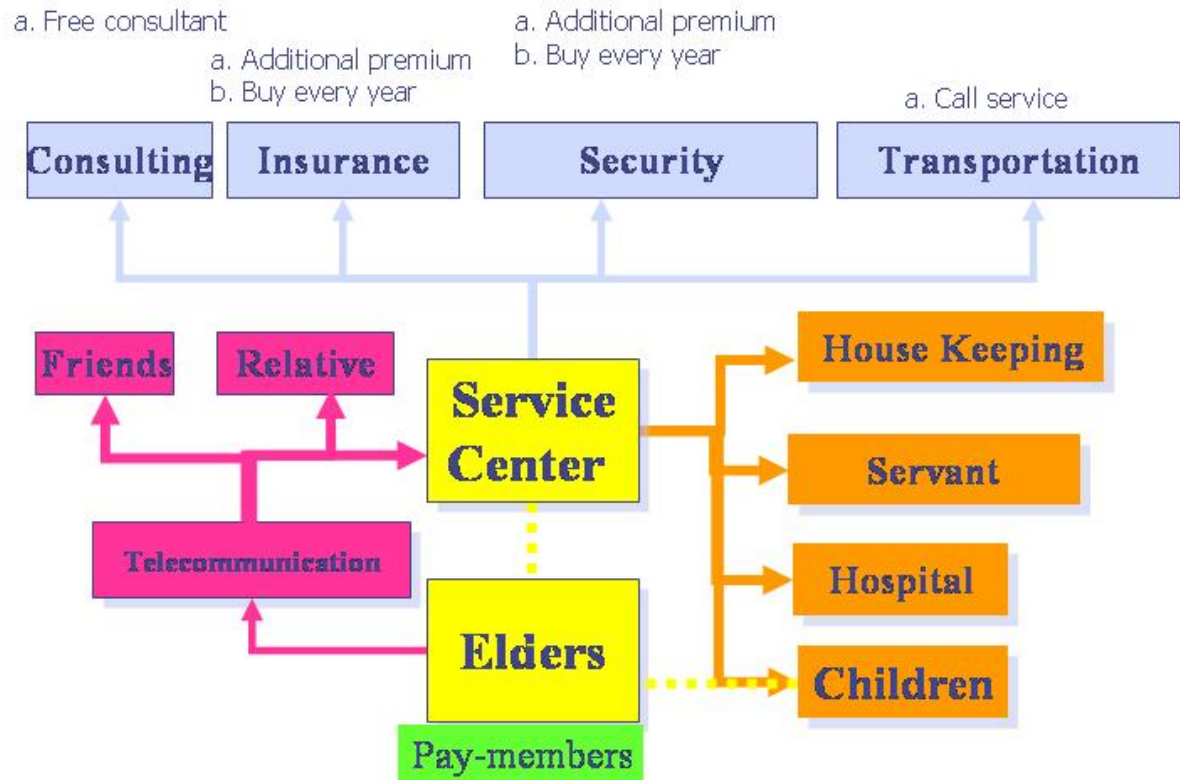 a. Free consultant
a. Additional premium
b. Buy every year
a. Additional premium
b. Buy every year
a. Call service
Consulting
Insurance
Security
Transportation
Friends
Relative
Service
Center
House Keeping
Servant
Telecommunication
Hospital
Elders
Children
Pay-members